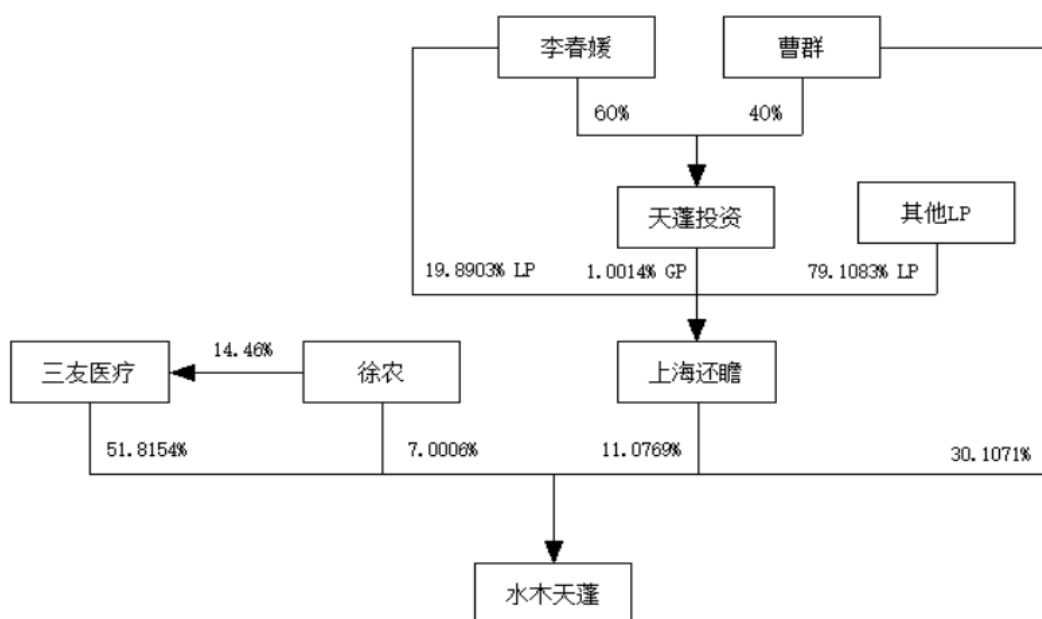 李春媛
曹群
60%
40%
天蓬投资
其他LP
19.8903% LP
1.0014% GP
79.1083% LP
三友医疗
14.46%
徐农
上海还瞻
51.8154%
7.0006%
11.0769%
30.1071%
水木天蓬